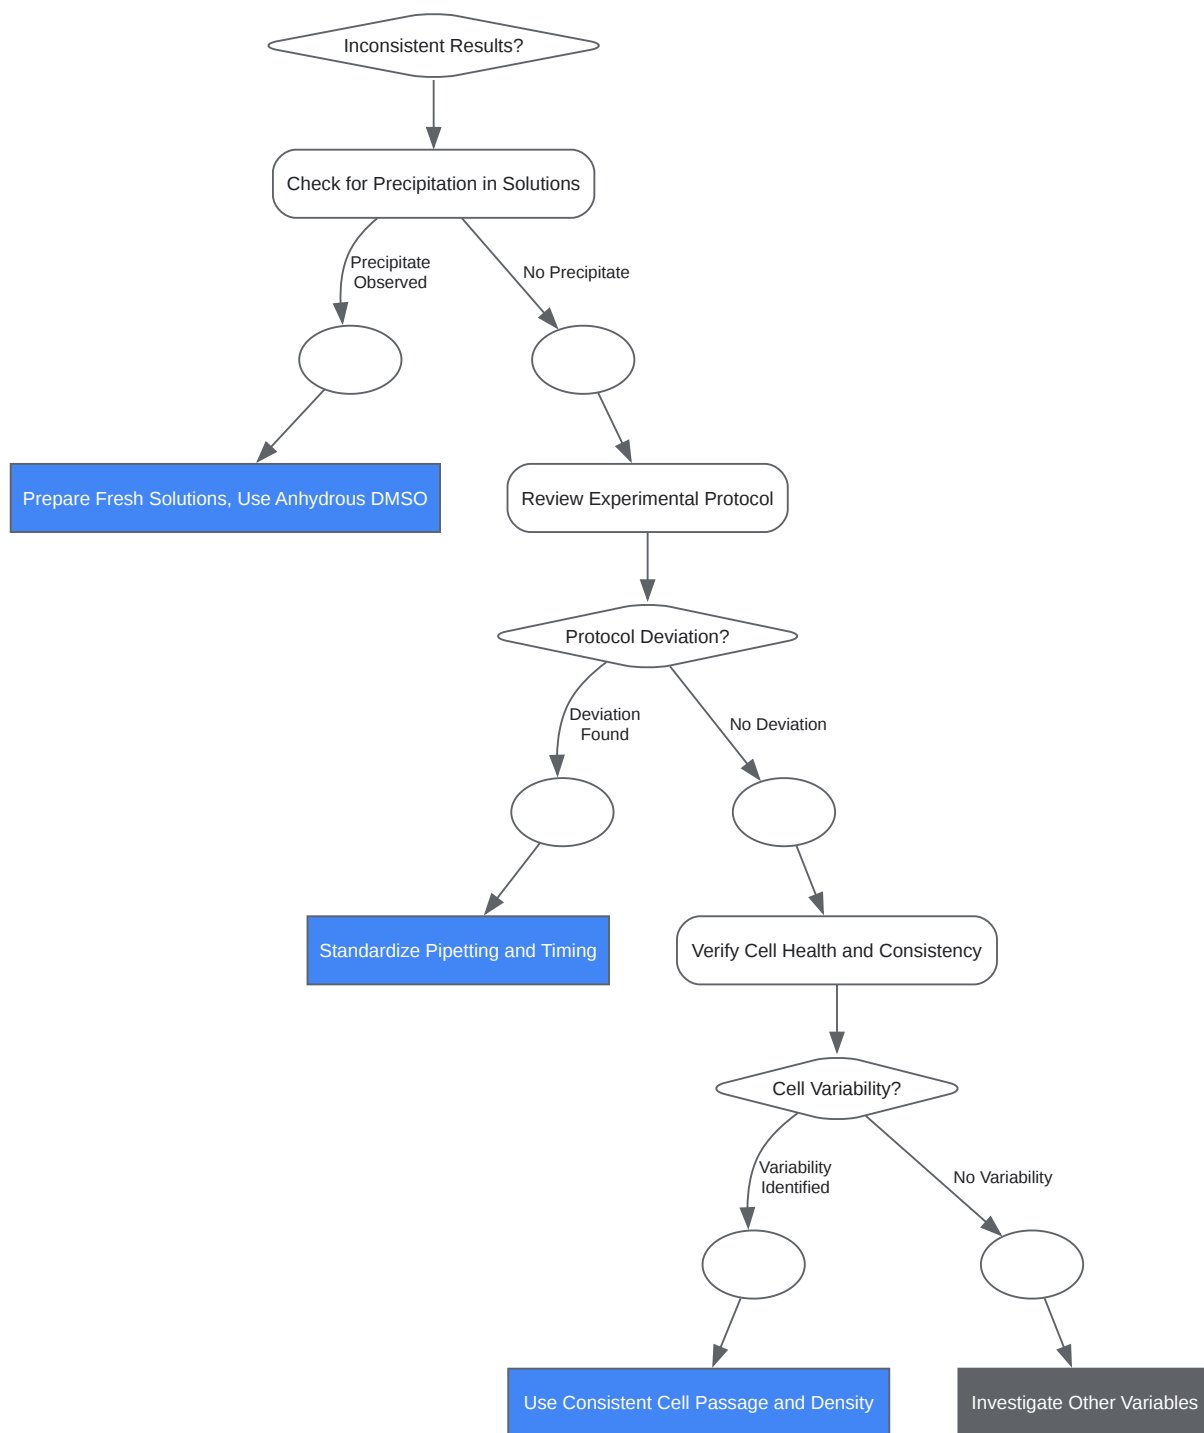 Inconsistent Results?
Check for Precipitation in Solutions
Precipitate
Observed
No Precipitate
Prepare Fresh Solutions, Use Anhydrous DMSO
Review Experimental Protocol
Protocol Deviation?
Deviation
Found
No Deviation
Standardize Pipetting and Timing
Verify Cell Health and Consistency
Cell Variability?
Variability
Identified
No Variability
Use Consistent Cell Passage and Density
Investigate Other Variables